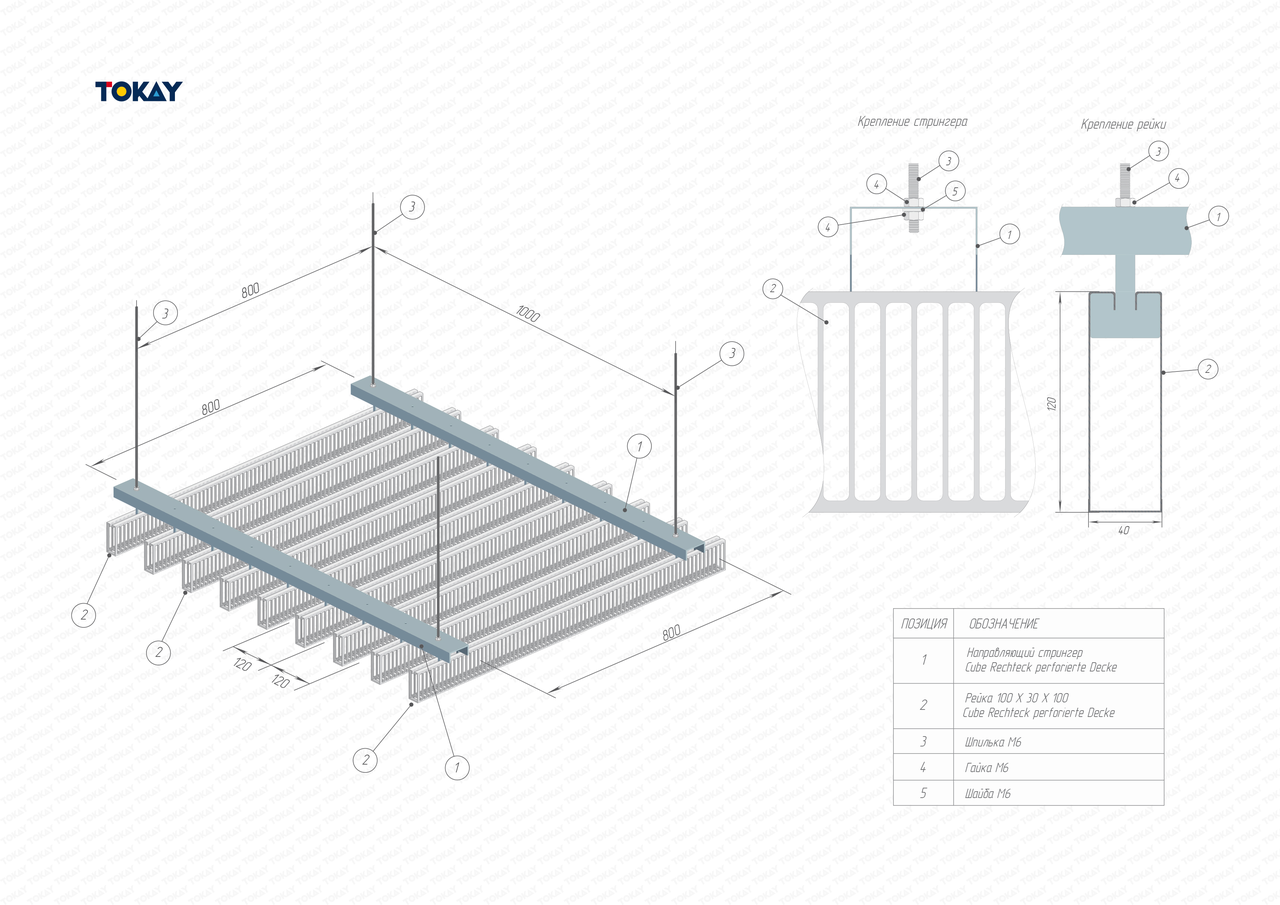 TOKAY
Крепление стрингера
Крепление рейки
3
4
5
4
1
2
3
4
1
2
120
40
3
3
3
800
1000
800
1
2
2
120
120
800
2
1
ПОЗИЦИЯ ОБОЗНАЧЕНИЕ
1 Направляющий стрингер
Cube Rechteck perforierte Decke
2 Рейка 100 X 30 X 100
Cube Rechteck perforierte Decke
3 Шпилька М6
4 Гайка М6
5 Шайба М6